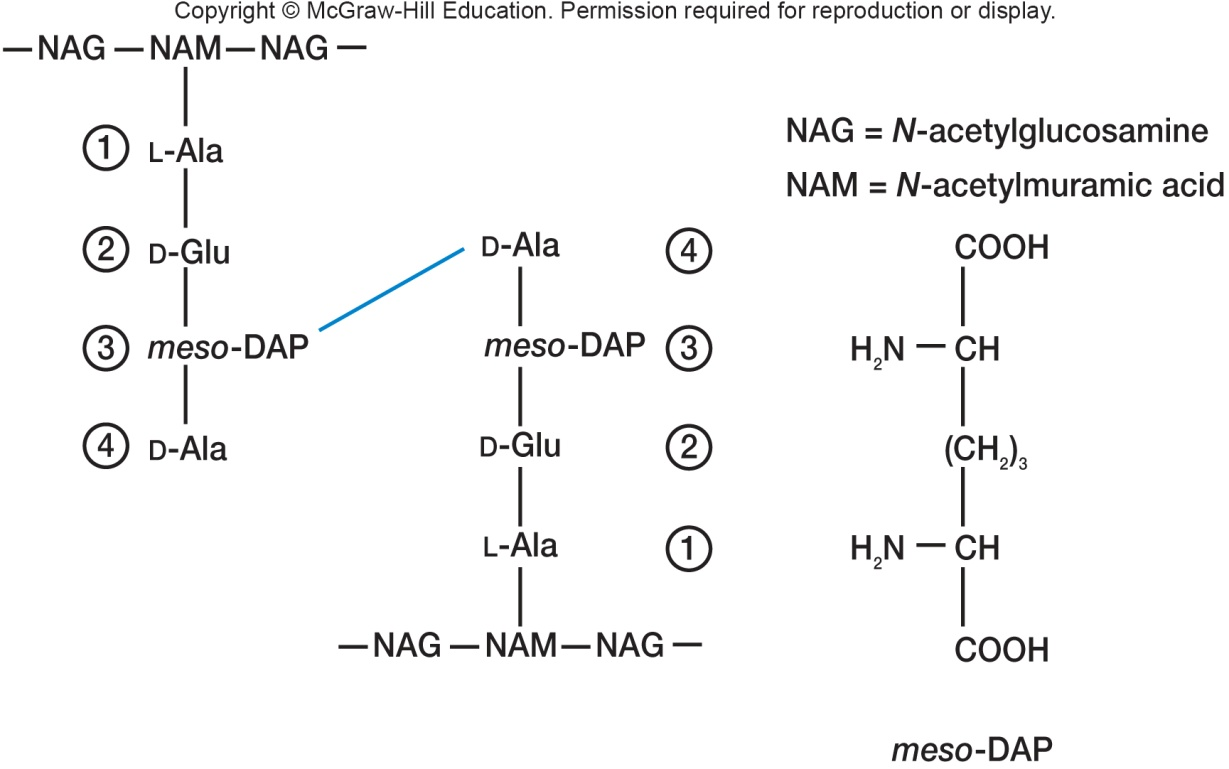 Copyright © McGraw-Hill Education. Permission required for reproduction or display.
— NAG — NAM — NAG —
① L-Ala
② D-Glu
③ meso-DAP
④ D-Ala
D-Ala ④
meso-DAP ③
D-Glu ②
L-Ala ①
— NAG — NAM — NAG —
NAG = N-acetylglucosamine
NAM = N-acetylmuramic acid
COOH
H₂N — CH
(CH₂)₃
H₂N — CH
COOH
meso-DAP